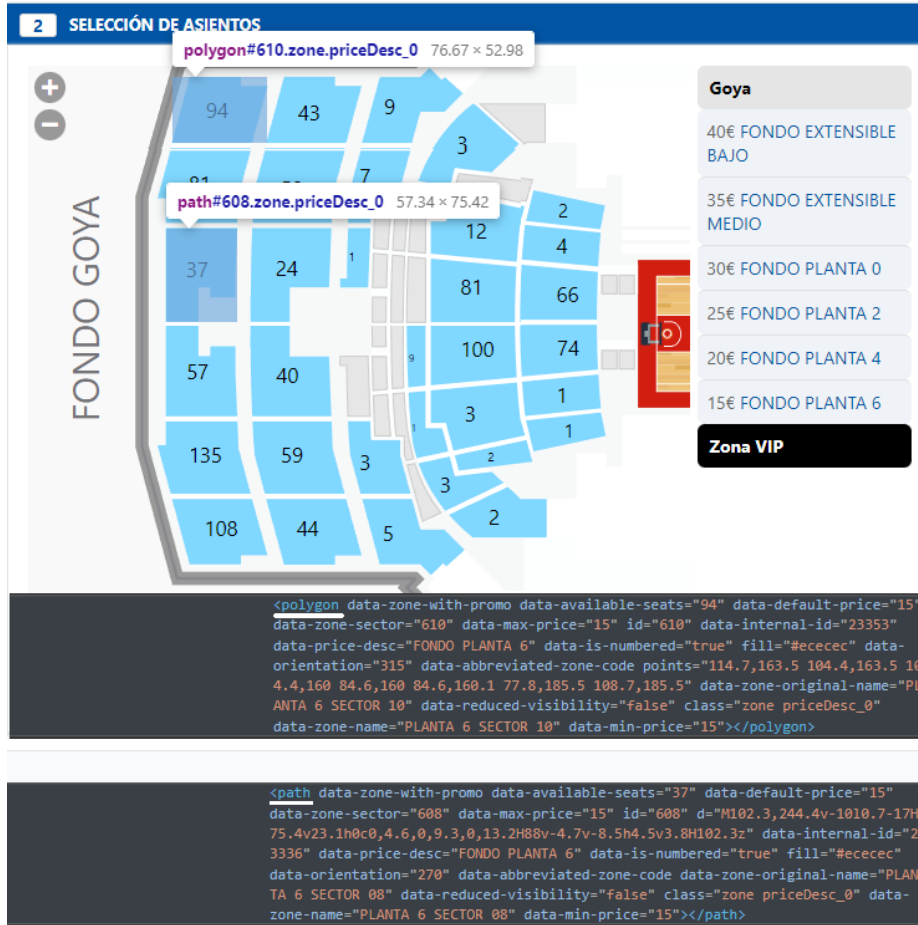 2 SELECCIÓN DE ASIENTOS
polygon#610.zone.priceDesc_0 76.67 × 52.98
94
43
9
3
81
7
path#608.zone.priceDesc_0 57.34 × 75.42
2
12
4
37
24
1
81
66
FONDO GOYA
100
74
9
57
40
1
3
1
1
135
59
3
2
3
108
44
5
2
Goya
40€ FONDO EXTENSIBLE
BAJO
35€ FONDO EXTENSIBLE
MEDIO
30€ FONDO PLANTA 0
25€ FONDO PLANTA 2
20€ FONDO PLANTA 4
15€ FONDO PLANTA 6
Zona VIP
<polygon data-zone-with-promo data-available-seats="94" data-default-price="15"
data-zone-sector="610" data-max-price="15" id="610" data-internal-id="23353"
data-price-desc="FONDO PLANTA 6" data-is-numbered="true" fill="#ececec" data-
orientation="315" data-abbreviated-zone-code points="114.7,163.5 104.4,163.5 10
4.4,160 84.6,160 84.6,160.1 77.8,185.5 108.7,185.5" data-zone-original-name="PL
ANTA 6 SECTOR 10" data-reduced-visibility="false" class="zone priceDesc_0"
data-zone-name="PLANTA 6 SECTOR 10" data-min-price="15"></polygon>
<path data-zone-with-promo data-available-seats="37" data-default-price="15"
data-zone-sector="608" data-max-price="15" id="608" d="M102.3,244.4v-1010.7-17H
75.4v23.1h0c0,4.6,0,9.3,0,13.2H88v-4.7v-8.5h4.5v3.8H102.3z" data-internal-id="2
3336" data-price-desc="FONDO PLANTA 6" data-is-numbered="true" fill="#ececec"
data-orientation="270" data-abbreviated-zone-code data-zone-original-name="PLAN
TA 6 SECTOR 08" data-reduced-visibility="false" class="zone priceDesc_0" data-
zone-name="PLANTA 6 SECTOR 08" data-min-price="15"></path>